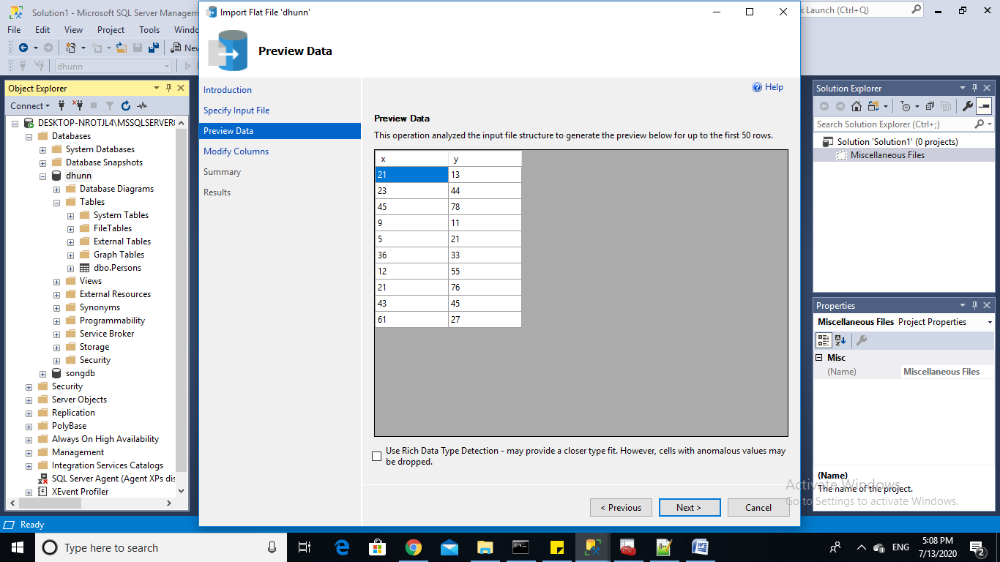 Solution1 - Microsoft SQL Server Managem
k Launch (Ctrl+Q)
File Edit View Project Tools Windo
New
dhunn
Import Flat File 'dhunn'
Preview Data
Object Explorer
Connect
DESKTOP-NROTJL4\MSSQLSERVER(
Databases
System Databases
Database Snapshots
dhunn
Database Diagrams
Tables
System Tables
FileTables
External Tables
Graph Tables
dbo.Persons
Views
External Resources
Synonyms
Programmability
Service Broker
Storage
Security
songdb
Security
Server Objects
Replication
PolyBase
Always On High Availability
Management
Integration Services Catalogs
SQL Server Agent (Agent XPs dis
XEvent Profiler
Introduction
Specify Input File
Preview Data
Modify Columns
Summary
Results
Help
Preview Data
This operation analyzed the input file structure to generate the preview below for up to the first 50 rows.
x y
21 13
23 44
45 78
9 11
5 21
36 33
12 55
21 76
43 45
61 27
Use Rich Data Type Detection - may provide a closer type fit. However, cells with anomalous values may
be dropped.
< Previous Next > Cancel
Solution Explorer
Search Solution Explorer (Ctrl+;)
Solution 'Solution1' (0 projects)
Miscellaneous Files
Properties
Miscellaneous Files Project Properties
Misc
(Name) Miscellaneous Files
(Name)
The name of the project.
Activate Windows
Go to Settings to activate Windows.
Ready
Type here to search
ENG
5:08 PM
7/13/2020
2